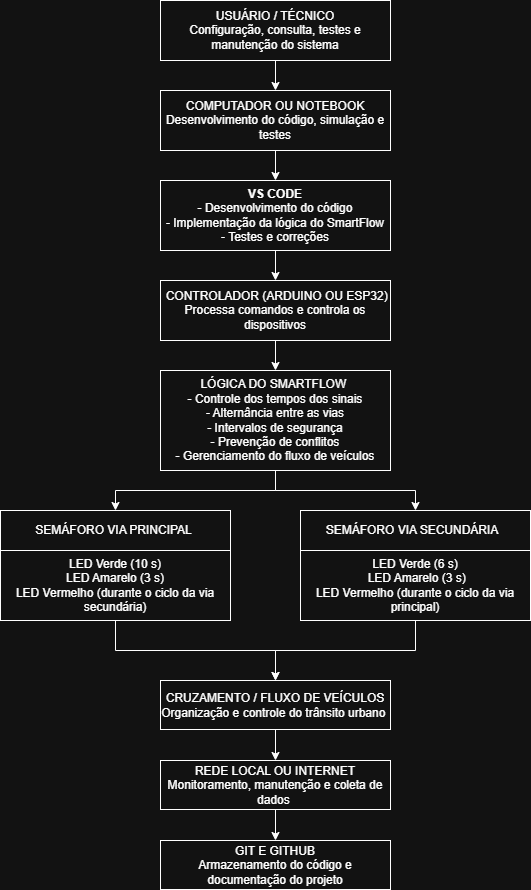 USUÁRIO / TÉCNICO
Configuração, consulta, testes e
manutenção do sistema
COMPUTADOR OU NOTEBOOK
Desenvolvimento do código, simulação e
testes
VS CODE
- Desenvolvimento do código
- Implementação da lógica do SmartFlow
- Testes e correções
CONTROLADOR (ARDUINO OU ESP32)
Processa comandos e controla os
dispositivos
LÓGICA DO SMARTFLOW
- Controle dos tempos dos sinais
- Alternância entre as vias
- Intervalos de segurança
- Prevenção de conflitos
- Gerenciamento do fluxo de veículos
SEMÁFORO VIA PRINCIPAL
LED Verde (10 s)
LED Amarelo (3 s)
LED Vermelho (durante o ciclo da via
secundária)
SEMÁFORO VIA SECUNDÁRIA
LED Verde (6 s)
LED Amarelo (3 s)
LED Vermelho (durante o ciclo da via
principal)
CRUZAMENTO / FLUXO DE VEÍCULOS
Organização e controle do trânsito urbano
REDE LOCAL OU INTERNET
Monitoramento, manutenção e coleta de
dados
GIT E GITHUB
Armazenamento do código e
documentação do projeto